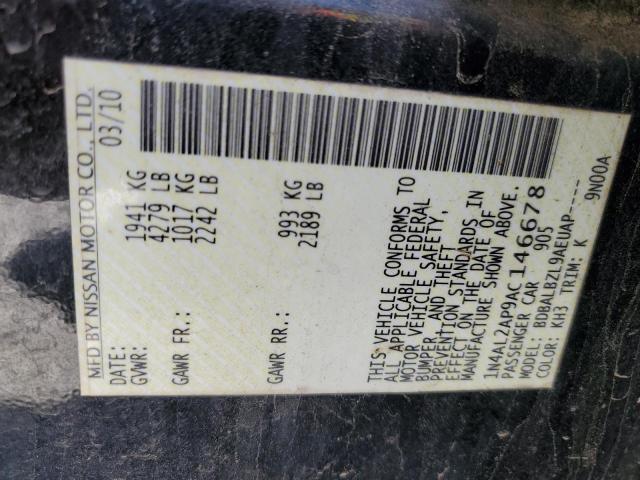 MFD BY NISSAN MOTOR CO., LTD.
DATE: 03/10
GVWR: 1941 KG
4279 LB
GAWR FR: 1017 KG
2242 LB
GAWR RR: 993 KG
2189 LB
THIS VEHICLE CONFORMS TO
ALL APPLICABLE FEDERAL
MOTOR VEHICLE SAFETY,
BUMPER, AND THEFT
PREVENTION STANDARDS IN
EFFECT ON THE DATE OF
MANUFACTURE SHOWN ABOVE.
1N4AL2AP9AC146678
PASSENGER CAR 905
MODEL: BDBALBZL9AEUAP-----
COLOR: KH3 TRIM: K 9N00A